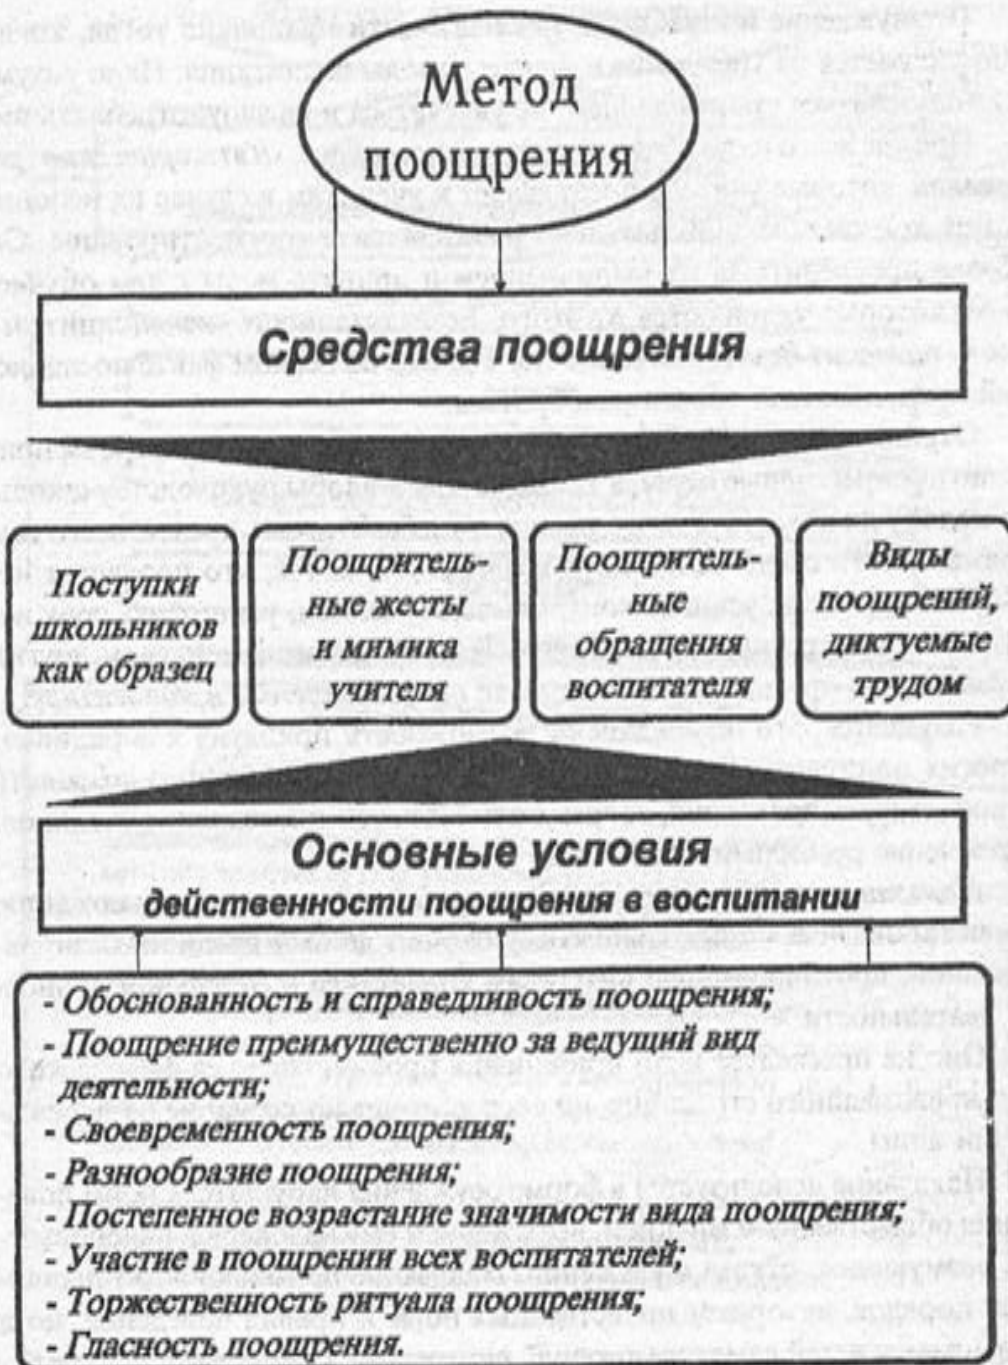 Метод
поощрения
Средства поощрения
Поступки
школьников
как образец
Поощритель-
ные жесты
и мимика
учителя
Поощритель-
ные
обращения
воспитателя
Виды
поощрений,
диктуемые
трудом
Основные условия
действенности поощрения в воспитании
- Обоснованность и справедливость поощрения;
- Поощрение преимущественно за ведущий вид
деятельности;
- Своевременность поощрения;
- Разнообразие поощрения;
- Постепенное возрастание значимости вида поощрения;
- Участие в поощрении всех воспитателей;
- Торжественность ритуала поощрения;
- Гласность поощрения.